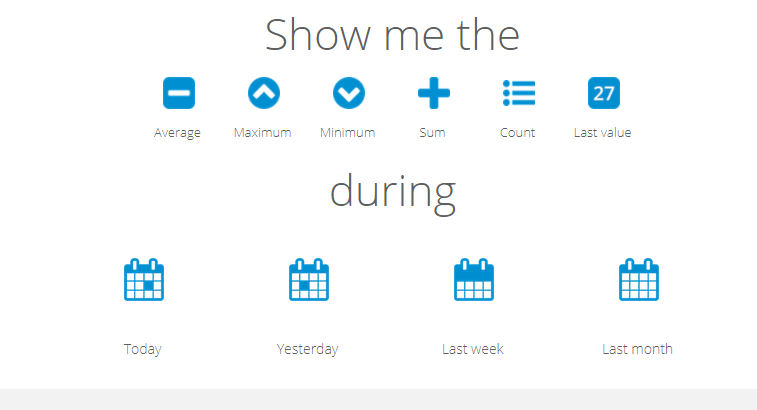 Show me the
27
Average Maximum Minimum Sum Count Last value
during
Today Yesterday Last week Last month